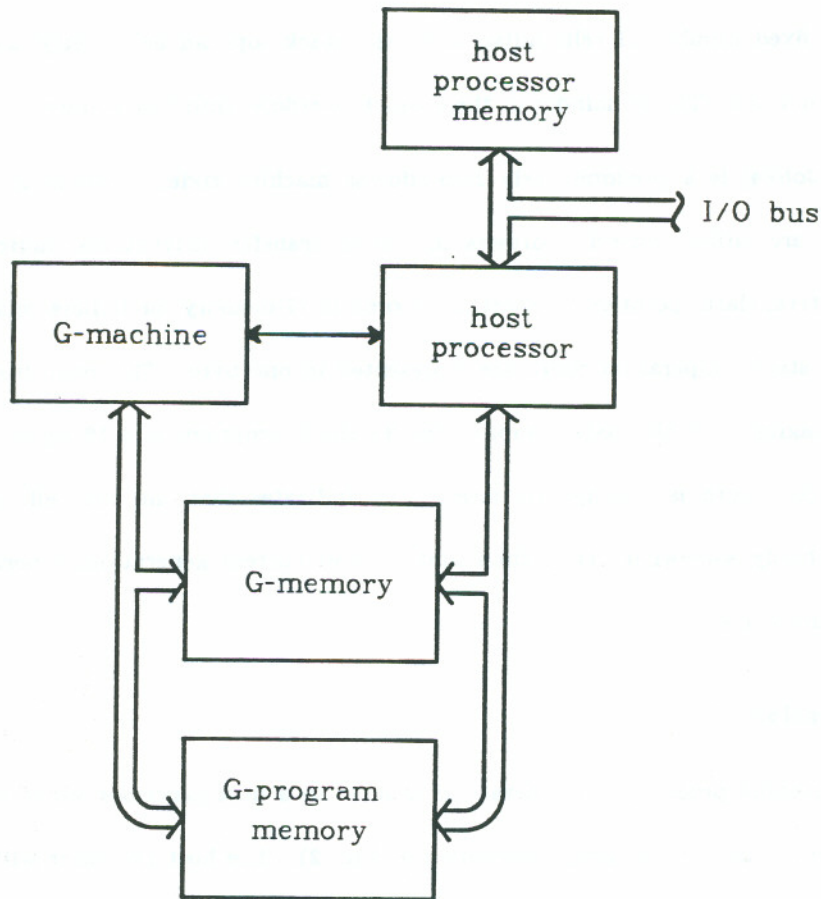 host
processor
memory
I/O bus
G-machine
host
processor
G-memory
G-program
memory